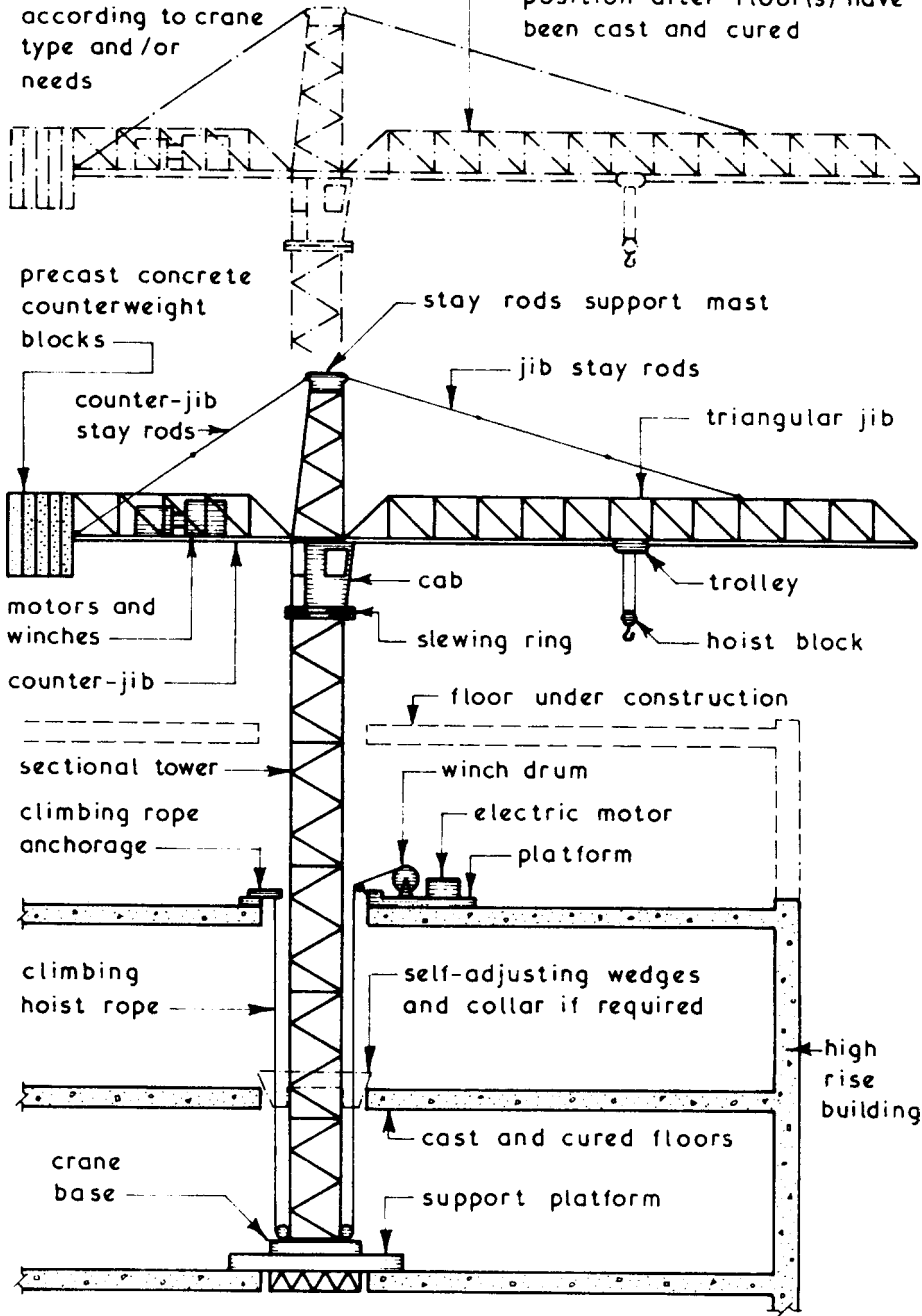 according to crane
type and/or
needs
position after floor(s) have
been cast and cured
precast concrete
counterweight
blocks
stay rods support mast
jib stay rods
counter-jib
stay rods
triangular jib
cab
trolley
motors and
winches
slewing ring
hoist block
counter-jib
floor under construction
sectional tower
winch drum
climbing rope
anchorage
electric motor
platform
climbing
hoist rope
self-adjusting wedges
and collar if required
high
rise
building
cast and cured floors
crane
base
support platform